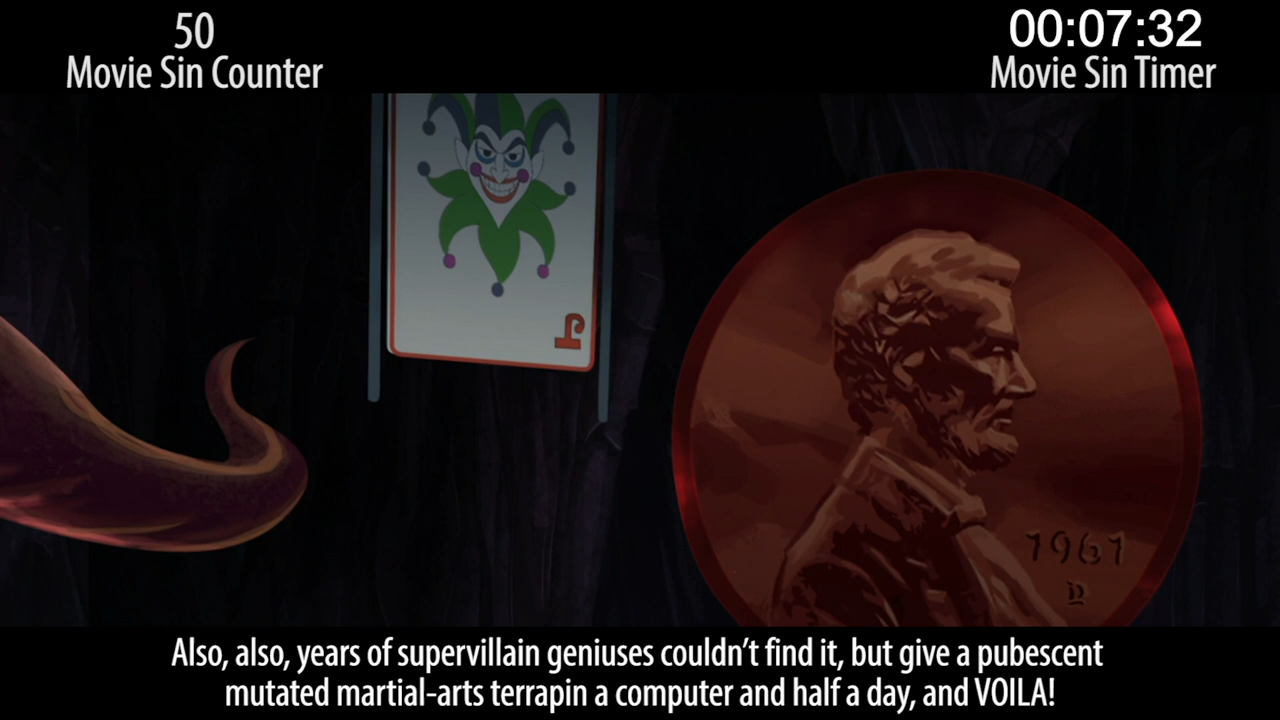 50
Movie Sin Counter
00:07:32
Movie Sin Timer
J
1961
D
Also, also, years of supervillain geniuses couldn't find it, but give a pubescent
mutated martial-arts terrapin a computer and half a day, and VOILA!